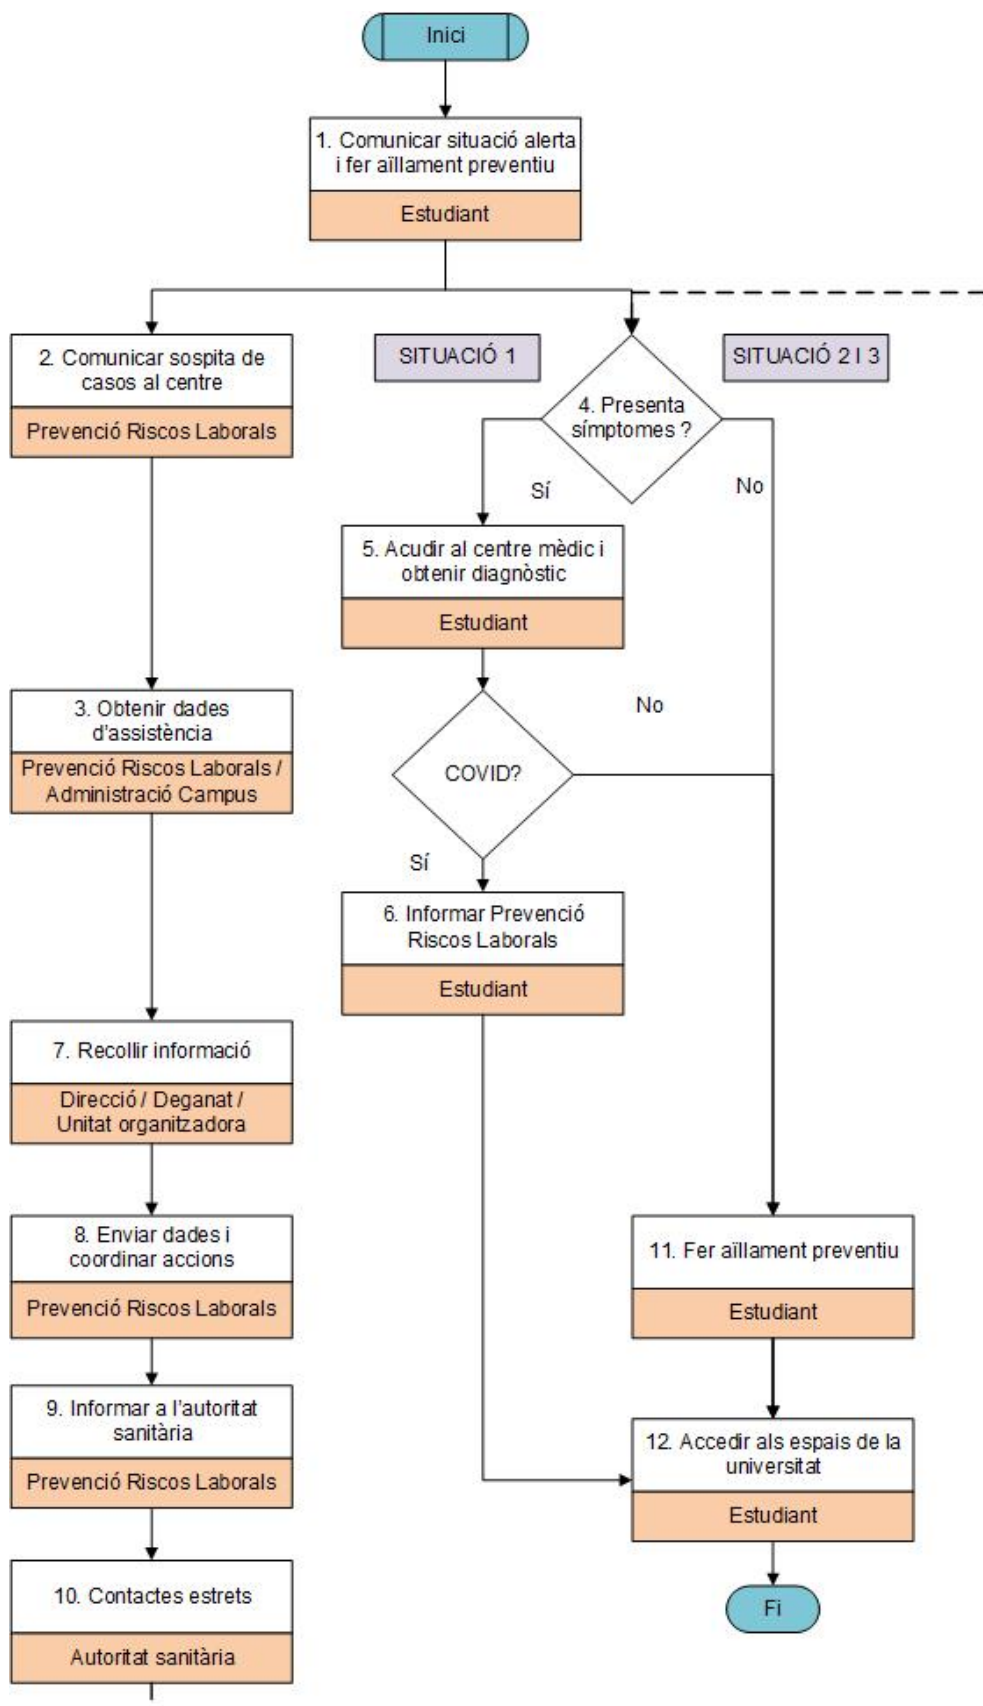 Inici
1. Comunicar situació alerta
i fer aïllament preventiu
Estudiant
2. Comunicar sospita de
casos al centre
Prevenció Riscos Laborals
SITUACIÓ 1
SITUACIÓ 2 I 3
4. Presenta
símptomes ?
Sí
No
5. Acudir al centre mèdic i
obtenir diagnòstic
Estudiant
3. Obtenir dades
d'assistència
Prevenció Riscos Laborals /
Administració Campus
COVID?
No
Sí
6. Informar Prevenció
Riscos Laborals
Estudiant
7. Recollir informació
Direcció / Deganat /
Unitat organitzadora
8. Enviar dades i
coordinar accions
Prevenció Riscos Laborals
11. Fer aïllament preventiu
Estudiant
9. Informar a l'autoritat
sanitària
Prevenció Riscos Laborals
12. Accedir als espais de la
universitat
Estudiant
10. Contactes estrets
Autoritat sanitària
Fi